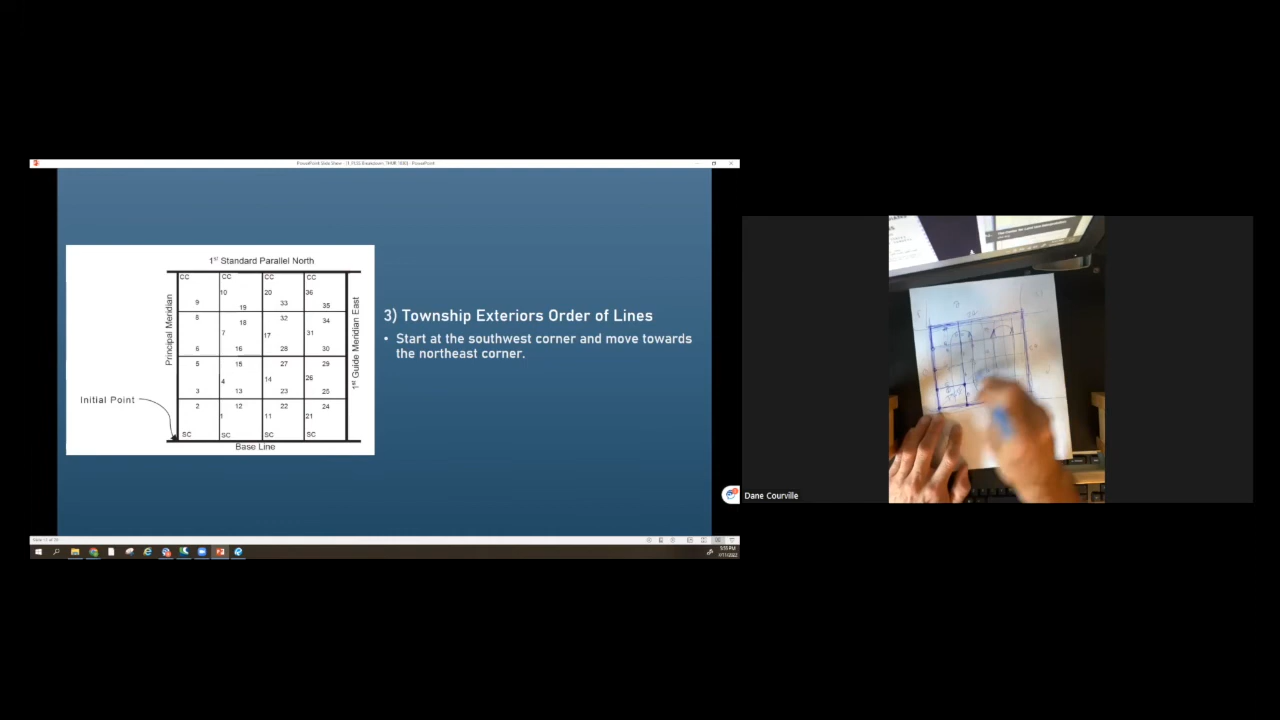 1st Standard Parallel North
CC CC CC CC
10 20 36
9 19 33 35
8 18 32 34
7 17 31
6 16 28 30
5 15 27 29
4 14 26
3 13 23 25
2 12 22 24
1 11 21
SC SC SC SC
Principal Meridian
1st Guide Meridian East
Initial Point
Base Line
3) Township Exteriors Order of Lines
• Start at the southwest corner and move towards
the northeast corner.
Dane Courville